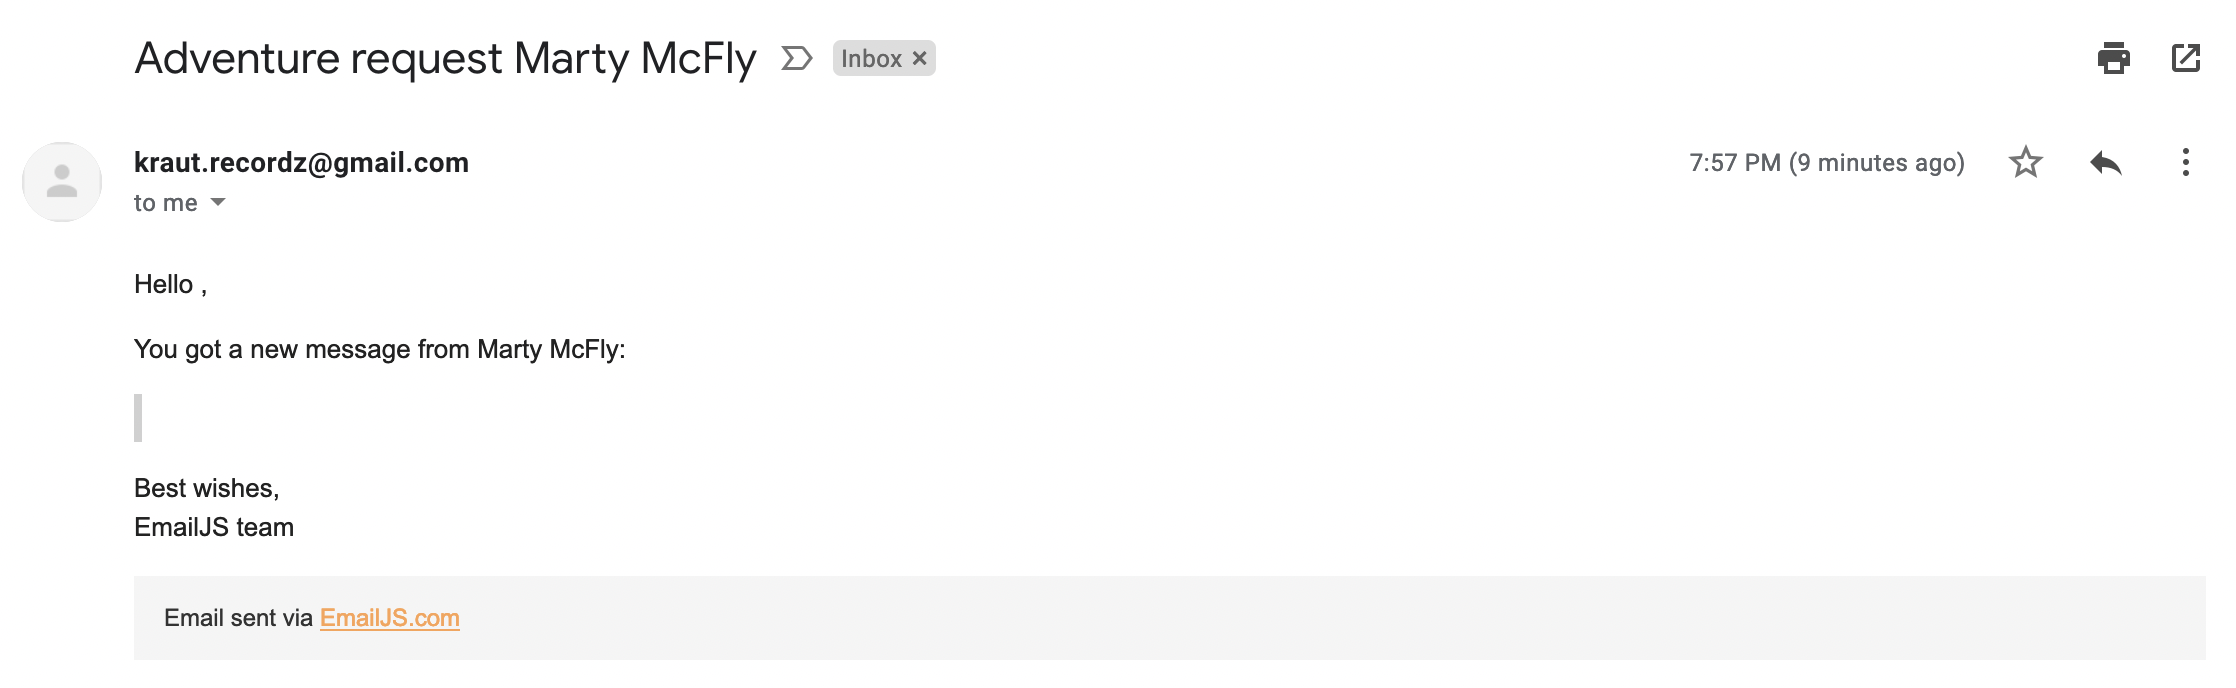 Adventure request Marty McFly Inbox ×
kraut.recordz@gmail.com 7:57 PM (9 minutes ago)
to me
Hello ,
You got a new message from Marty McFly:
Best wishes,
EmailJS team
Email sent via EmailJS.com